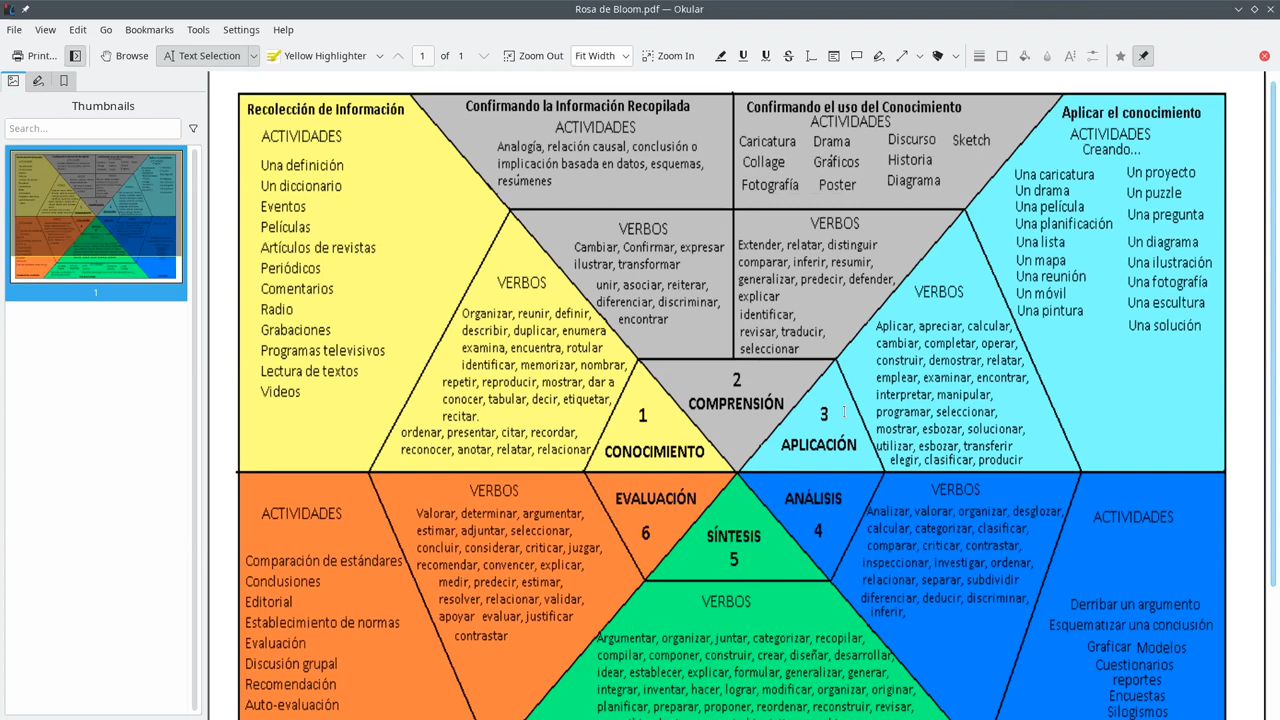 Rosa de Bloom.pdf — Okular
File View Edit Go Bookmarks Tools Settings Help
Print... Browse Text Selection Yellow Highlighter 1 of 1 Zoom Out Fit Width Zoom In
Thumbnails
Search...
1
Recolección de Información
ACTIVIDADES
Una definición
Un diccionario
Eventos
Películas
Artículos de revistas
Periódicos
Comentarios
Radio
Grabaciones
Programas televisivos
Lectura de textos
Videos
VERBOS
Organizar, reunir, definir,
describir, duplicar, enumera
examina, encuentra, rotular
identificar, memorizar, nombrar,
repetir, reproducir, mostrar, dar a
conocer, tabular, decir, etiquetar,
recitar.
ordenar, presentar, citar, recordar,
reconocer, anotar, relatar, relacionar
1
CONOCIMIENTO
Confirmando la Información Recopilada
ACTIVIDADES
Analogía, relación causal, conclusión o
implicación basada en datos, esquemas,
resúmenes
VERBOS
Cambiar, Confirmar, expresar
ilustrar, transformar
unir, asociar, reiterar,
diferenciar, discriminar,
encontrar
Confirmando el uso del Conocimiento
ACTIVIDADES
Caricatura Drama Discurso Sketch
Collage Gráficos Historia
Fotografía Poster Diagrama
VERBOS
Extender, relatar, distinguir
comparar, inferir, resumir,
generalizar, predecir, defender,
explicar
identificar,
revisar, traducir,
seleccionar
2
COMPRENSIÓN
Aplicar el conocimiento
ACTIVIDADES
Creando...
Una caricatura
Un drama
Una película
Una planificación
Una lista
Un mapa
Una reunión
Un móvil
Una pintura
Un proyecto
Un puzzle
Una pregunta
Un diagrama
Una ilustración
Una fotografía
Una escultura
Una solución
VERBOS
Aplicar, apreciar, calcular,
cambiar, completar, operar,
construir, demostrar, relatar,
emplear, examinar, encontrar,
interpretar, manipular,
programar, seleccionar,
mostrar, esbozar, solucionar,
utilizar, esbozar, transferir
elegir, clasificar, producir
3
APLICACIÓN
ACTIVIDADES
Comparación de estándares
Conclusiones
Editorial
Establecimiento de normas
Evaluación
Discusión grupal
Recomendación
Auto-evaluación
VERBOS
Valorar, determinar, argumentar,
estimar, adjuntar, seleccionar,
concluir, considerar, criticar, juzgar,
recomendar, convencer, explicar,
medir, predecir, estimar,
resolver, relacionar, validar,
apoyar evaluar, justificar
contrastar
EVALUACIÓN
6
SÍNTESIS
5
VERBOS
Argumentar, organizar, juntar, categorizar, recopilar,
compilar, componer, construir, crear, diseñar, desarrollar,
idear, establecer, explicar, formular, generalizar, generar,
integrar, inventar, hacer, lograr, modificar, organizar, originar,
planificar, preparar, proponer, reordenar, reconstruir, revisar,
ANÁLISIS
4
VERBOS
Analizar, valorar, organizar, desglozar,
calcular, categorizar, clasificar,
comparar, criticar, contrastar,
inspeccionar, investigar, ordenar,
relacionar, separar, subdividir
diferenciar, deducir, discriminar,
inferir,
ACTIVIDADES
Derribar un argumento
Esquematizar una conclusión
Graficar Modelos
Cuestionarios
reportes
Encuestas
Silogismos